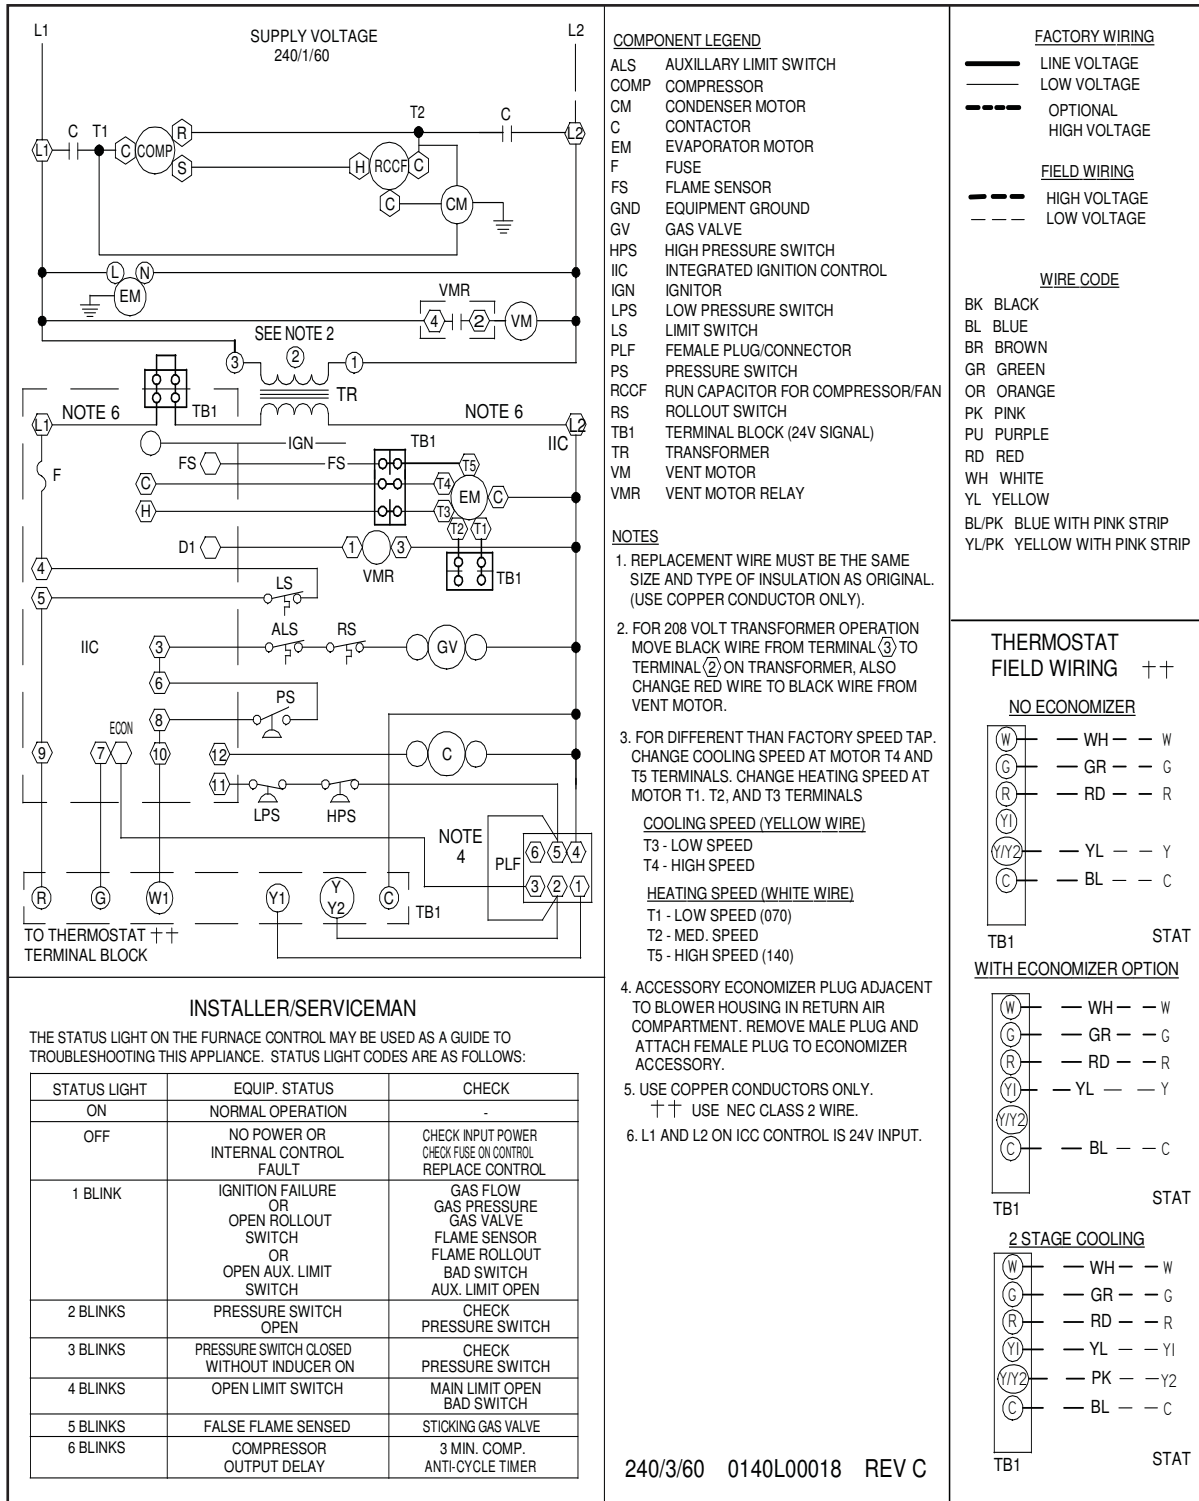 L1
SUPPLY VOLTAGE
240/1/60
L2
C
T1
T2
C
L1
C
COMP
R
S
H
RCCF
C
L2
C
CM
L
N
EM
VMR
4
2
VM
SEE NOTE 2
3
2
1
TR
NOTE 6
TB1
NOTE 6
L1
L2
IIC
F
IGN
TB1
FS
FS
T5
C
T4
EM
C
H
T3
T2
T1
D1
1
3
VMR
TB1
4
5
LS
IIC
3
ALS
RS
GV
6
PS
8
ECON
9
7
10
12
C
11
LPS
HPS
NOTE
4
PLF
6
5
4
3
2
1
R
G
W1
Y1
Y
Y2
C
TB1
TO THERMOSTAT ††
TERMINAL BLOCK
INSTALLER/SERVICEMAN
THE STATUS LIGHT ON THE FURNACE CONTROL MAY BE USED AS A GUIDE TO
TROUBLESHOOTING THIS APPLIANCE. STATUS LIGHT CODES ARE AS FOLLOWS:
STATUS LIGHT EQUIP. STATUS CHECK
ON NORMAL OPERATION -
OFF NO POWER OR CHECK INPUT POWER
INTERNAL CONTROL CHECK FUSE ON CONTROL
FAULT REPLACE CONTROL
1 BLINK IGNITION FAILURE GAS FLOW
OR GAS PRESSURE
OPEN ROLLOUT GAS VALVE
SWITCH FLAME SENSOR
OR FLAME ROLLOUT
OPEN AUX. LIMIT BAD SWITCH
SWITCH AUX. LIMIT OPEN
2 BLINKS PRESSURE SWITCH CHECK
OPEN PRESSURE SWITCH
3 BLINKS PRESSURE SWITCH CLOSED CHECK
WITHOUT INDUCER ON PRESSURE SWITCH
4 BLINKS OPEN LIMIT SWITCH MAIN LIMIT OPEN
BAD SWITCH
5 BLINKS FALSE FLAME SENSED STICKING GAS VALVE
6 BLINKS COMPRESSOR 3 MIN. COMP.
OUTPUT DELAY ANTI-CYCLE TIMER
COMPONENT LEGEND
ALS AUXILLARY LIMIT SWITCH
COMP COMPRESSOR
CM CONDENSER MOTOR
C CONTACTOR
EM EVAPORATOR MOTOR
F FUSE
FS FLAME SENSOR
GND EQUIPMENT GROUND
GV GAS VALVE
HPS HIGH PRESSURE SWITCH
IIC INTEGRATED IGNITION CONTROL
IGN IGNITOR
LPS LOW PRESSURE SWITCH
LS LIMIT SWITCH
PLF FEMALE PLUG/CONNECTOR
PS PRESSURE SWITCH
RCCF RUN CAPACITOR FOR COMPRESSOR/FAN
RS ROLLOUT SWITCH
TB1 TERMINAL BLOCK (24V SIGNAL)
TR TRANSFORMER
VM VENT MOTOR
VMR VENT MOTOR RELAY
NOTES
1. REPLACEMENT WIRE MUST BE THE SAME
SIZE AND TYPE OF INSULATION AS ORIGINAL.
(USE COPPER CONDUCTOR ONLY).
2. FOR 208 VOLT TRANSFORMER OPERATION
MOVE BLACK WIRE FROM TERMINAL 3 TO
TERMINAL 2 ON TRANSFORMER, ALSO
CHANGE RED WIRE TO BLACK WIRE FROM
VENT MOTOR.
3. FOR DIFFERENT THAN FACTORY SPEED TAP.
CHANGE COOLING SPEED AT MOTOR T4 AND
T5 TERMINALS. CHANGE HEATING SPEED AT
MOTOR T1. T2, AND T3 TERMINALS
COOLING SPEED (YELLOW WIRE)
T3 - LOW SPEED
T4 - HIGH SPEED
HEATING SPEED (WHITE WIRE)
T1 - LOW SPEED (070)
T2 - MED. SPEED
T5 - HIGH SPEED (140)
4. ACCESSORY ECONOMIZER PLUG ADJACENT
TO BLOWER HOUSING IN RETURN AIR
COMPARTMENT. REMOVE MALE PLUG AND
ATTACH FEMALE PLUG TO ECONOMIZER
ACCESSORY.
5. USE COPPER CONDUCTORS ONLY.
†† USE NEC CLASS 2 WIRE.
6. L1 AND L2 ON ICC CONTROL IS 24V INPUT.
240/3/60 0140L00018 REV C
FACTORY WIRING
LINE VOLTAGE
LOW VOLTAGE
OPTIONAL
HIGH VOLTAGE
FIELD WIRING
HIGH VOLTAGE
LOW VOLTAGE
WIRE CODE
BK BLACK
BL BLUE
BR BROWN
GR GREEN
OR ORANGE
PK PINK
PU PURPLE
RD RED
WH WHITE
YL YELLOW
BL/PK BLUE WITH PINK STRIP
YL/PK YELLOW WITH PINK STRIP
THERMOSTAT
FIELD WIRING ††
NO ECONOMIZER
W WH W
G GR G
R RD R
Y1
Y/Y2 YL Y
C BL C
TB1 STAT
WITH ECONOMIZER OPTION
W WH W
G GR G
R RD R
Y1 YL Y
Y/Y2
C BL C
TB1 STAT
2 STAGE COOLING
W WH W
G GR G
R RD R
Y1 YL Y1
Y/Y2 PK Y2
C BL C
TB1 STAT